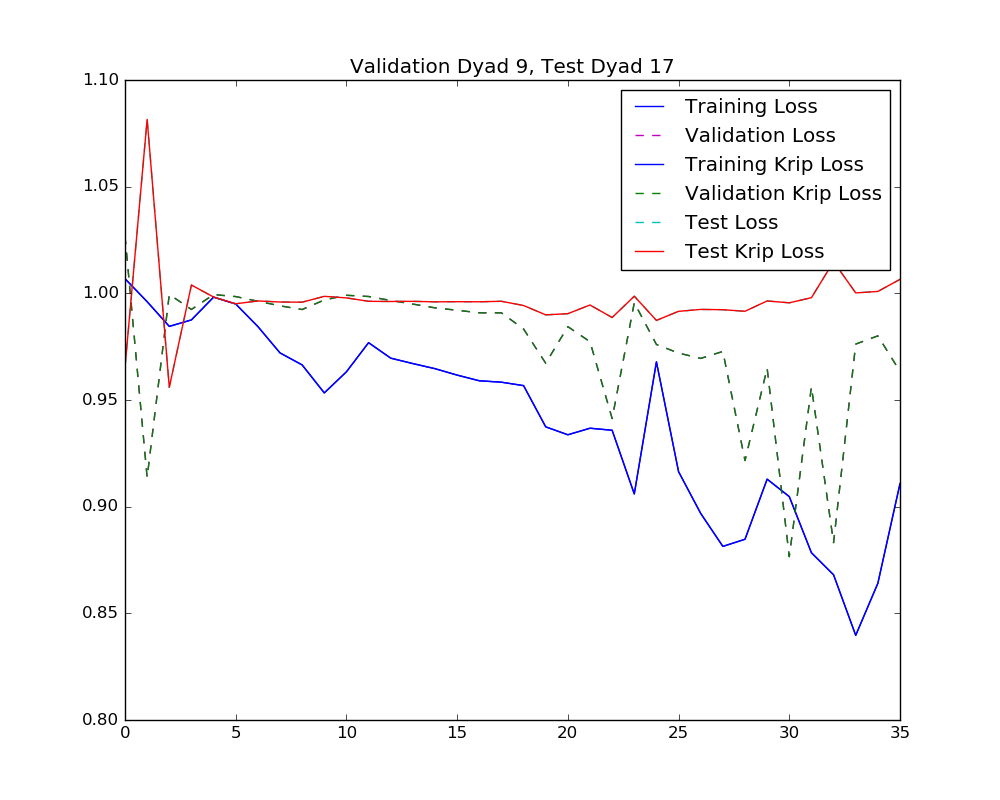 Validation Dyad 9, Test Dyad 17
1.10
1.05
1.00
0.95
0.90
0.85
0.80
Training Loss
Validation Loss
Training Krip Loss
Validation Krip Loss
Test Loss
Test Krip Loss
0 5 10 15 20 25 30 35